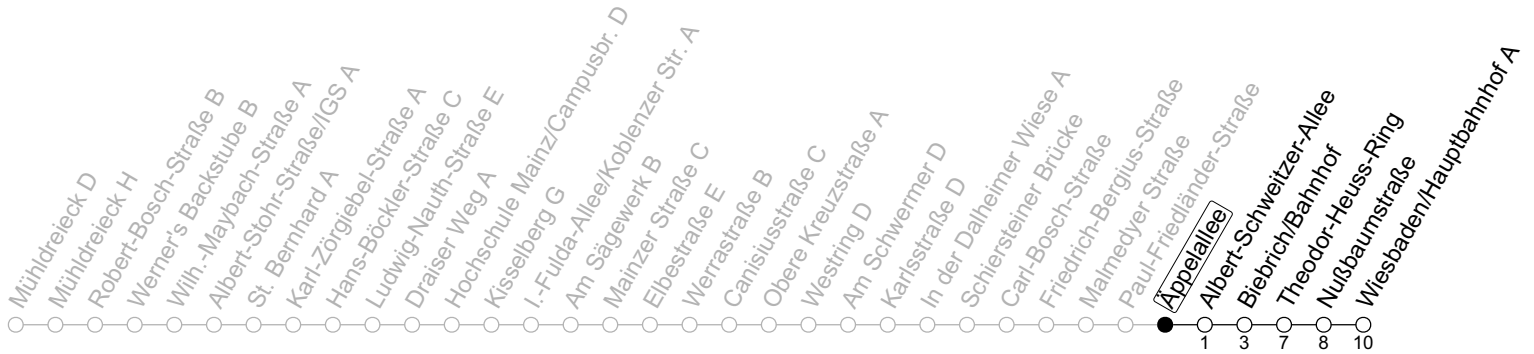 Mühldreieck D
Mühldreieck H
Robert-Bosch-Straße B
Werner's Backstube B
Wilh.-Maybach-Straße A
Albert-Stohr-Straße/IGS A
St. Bernhard A
Karl-Zörgiebel-Straße A
Hans-Böckler-Straße C
Ludwig-Nauth-Straße E
Draiser Weg A
Hochschule Mainz/Campusbr. D
Kisselberg G
I.-Fulda-Allee/Koblenzer Str. A
Am Sägewerk B
Mainzer Straße C
Elbestraße E
Werrastraße B
Canisiusstraße C
Obere Kreuzstraße A
Westring D
Am Schwermer D
Karlsstraße D
In der Dalheimer Wiese A
Schiersteiner Brücke
Carl-Bosch-Straße
Friedrich-Bergius-Straße
Malmedyer Straße
Paul-Friedländer-Straße
Äppelallee
Albert-Schweitzer-Allee
Biebrich/Bahnhof
Theodor-Heuss-Ring
Nußbaumstraße
Wiesbaden/Hauptbahnhof A
1 3 7 8 10